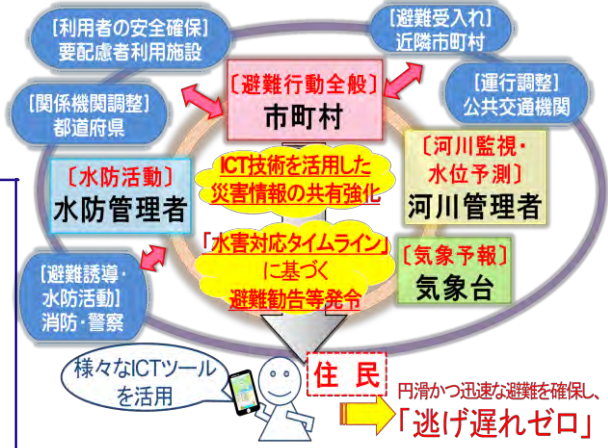 ［利用者の安全確保］
要配慮者利用施設
［避難受入れ］
近隣市町村
［関係機関調整］
都道府県
［避難行動全般］
市町村
［運行調整］
公共交通機関
［水防活動］
水防管理者
ICT技術を活用した
災害情報の共有強化
［河川監視・
水位予測］
河川管理者
「水害対応タイムライン」
に基づく
避難勧告等発令
［気象予報］
気象台
［避難誘導・
水防活動］
消防・警察
様々なICTツール
を活用
住 民
円滑かつ迅速な避難を確保し、
「逃げ遅れゼロ」